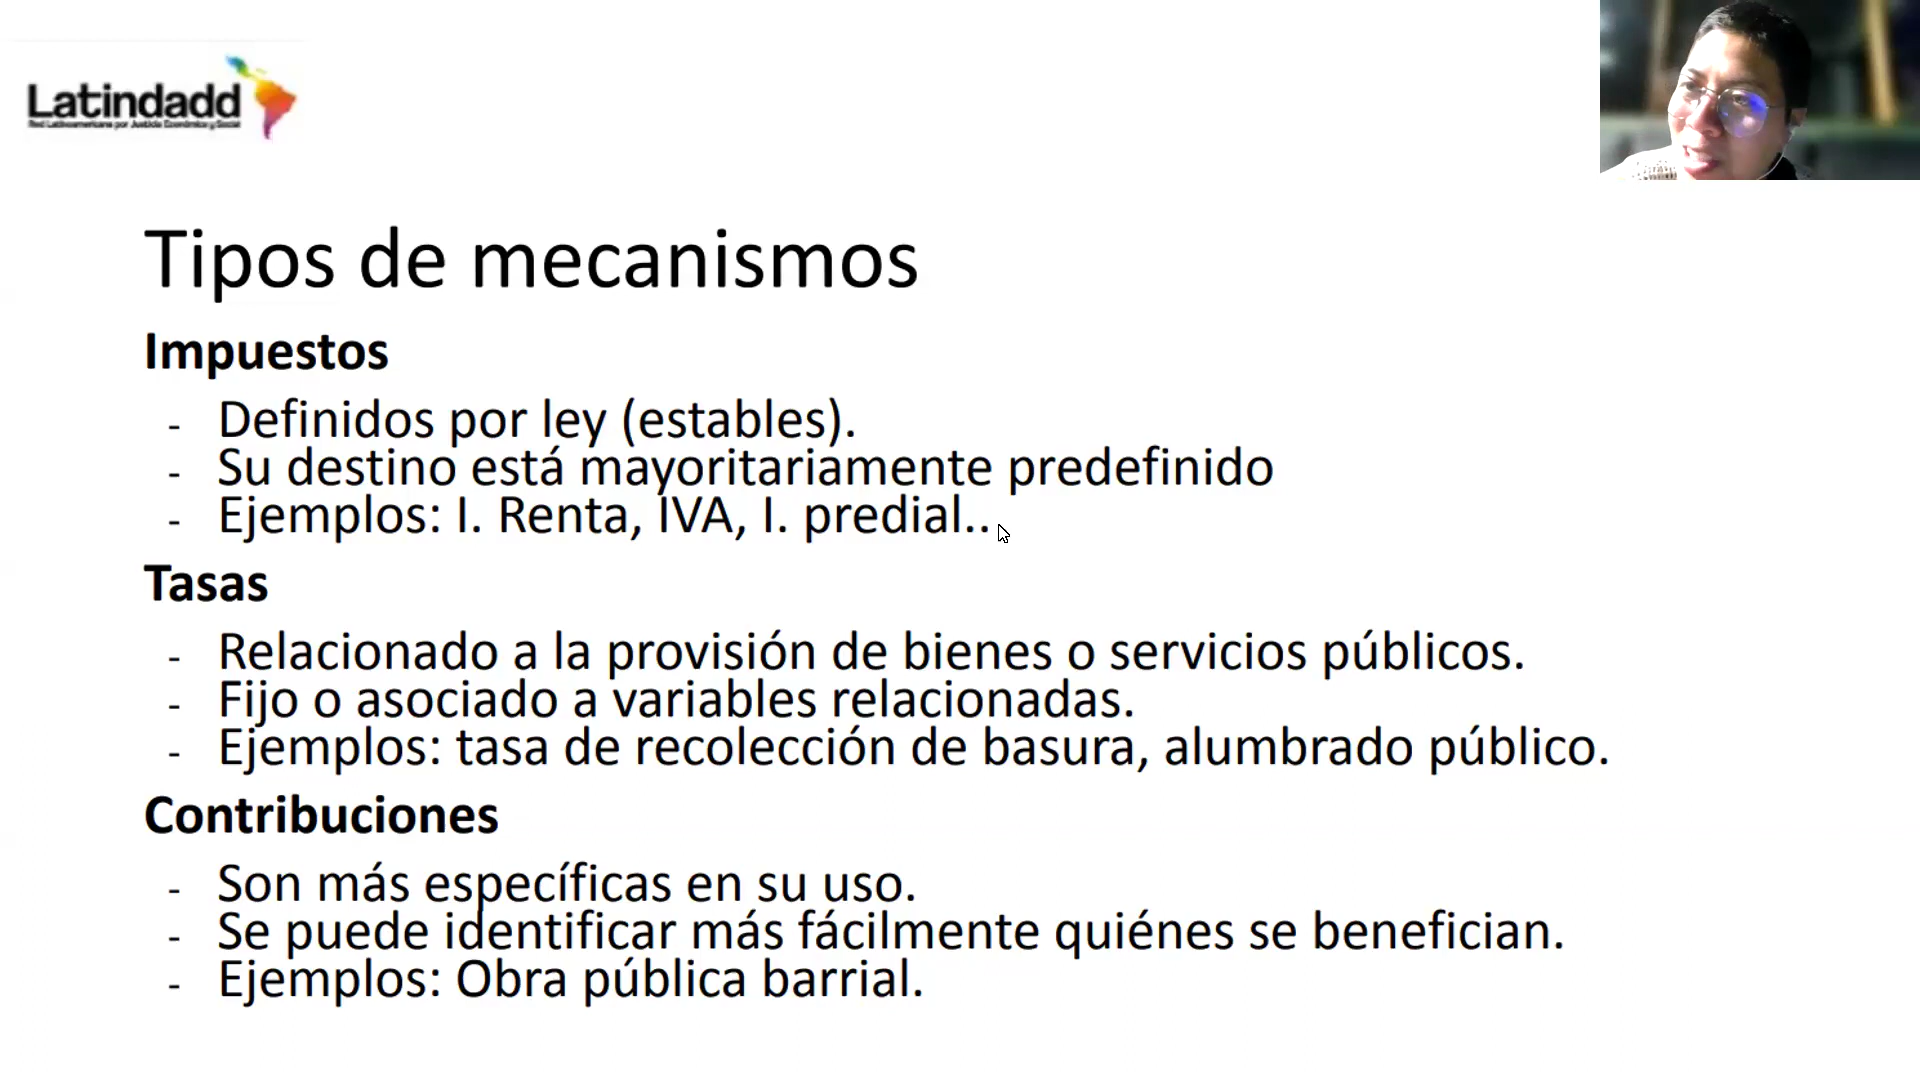 Latindadd
Red Latinoamericana por Justicia Económica y Social
Tipos de mecanismos
Impuestos
- Definidos por ley (estables).
- Su destino está mayoritariamente predefinido
- Ejemplos: I. Renta, IVA, I. predial..
Tasas
- Relacionado a la provisión de bienes o servicios públicos.
- Fijo o asociado a variables relacionadas.
- Ejemplos: tasa de recolección de basura, alumbrado público.
Contribuciones
- Son más específicas en su uso.
- Se puede identificar más fácilmente quiénes se benefician.
- Ejemplos: Obra pública barrial.